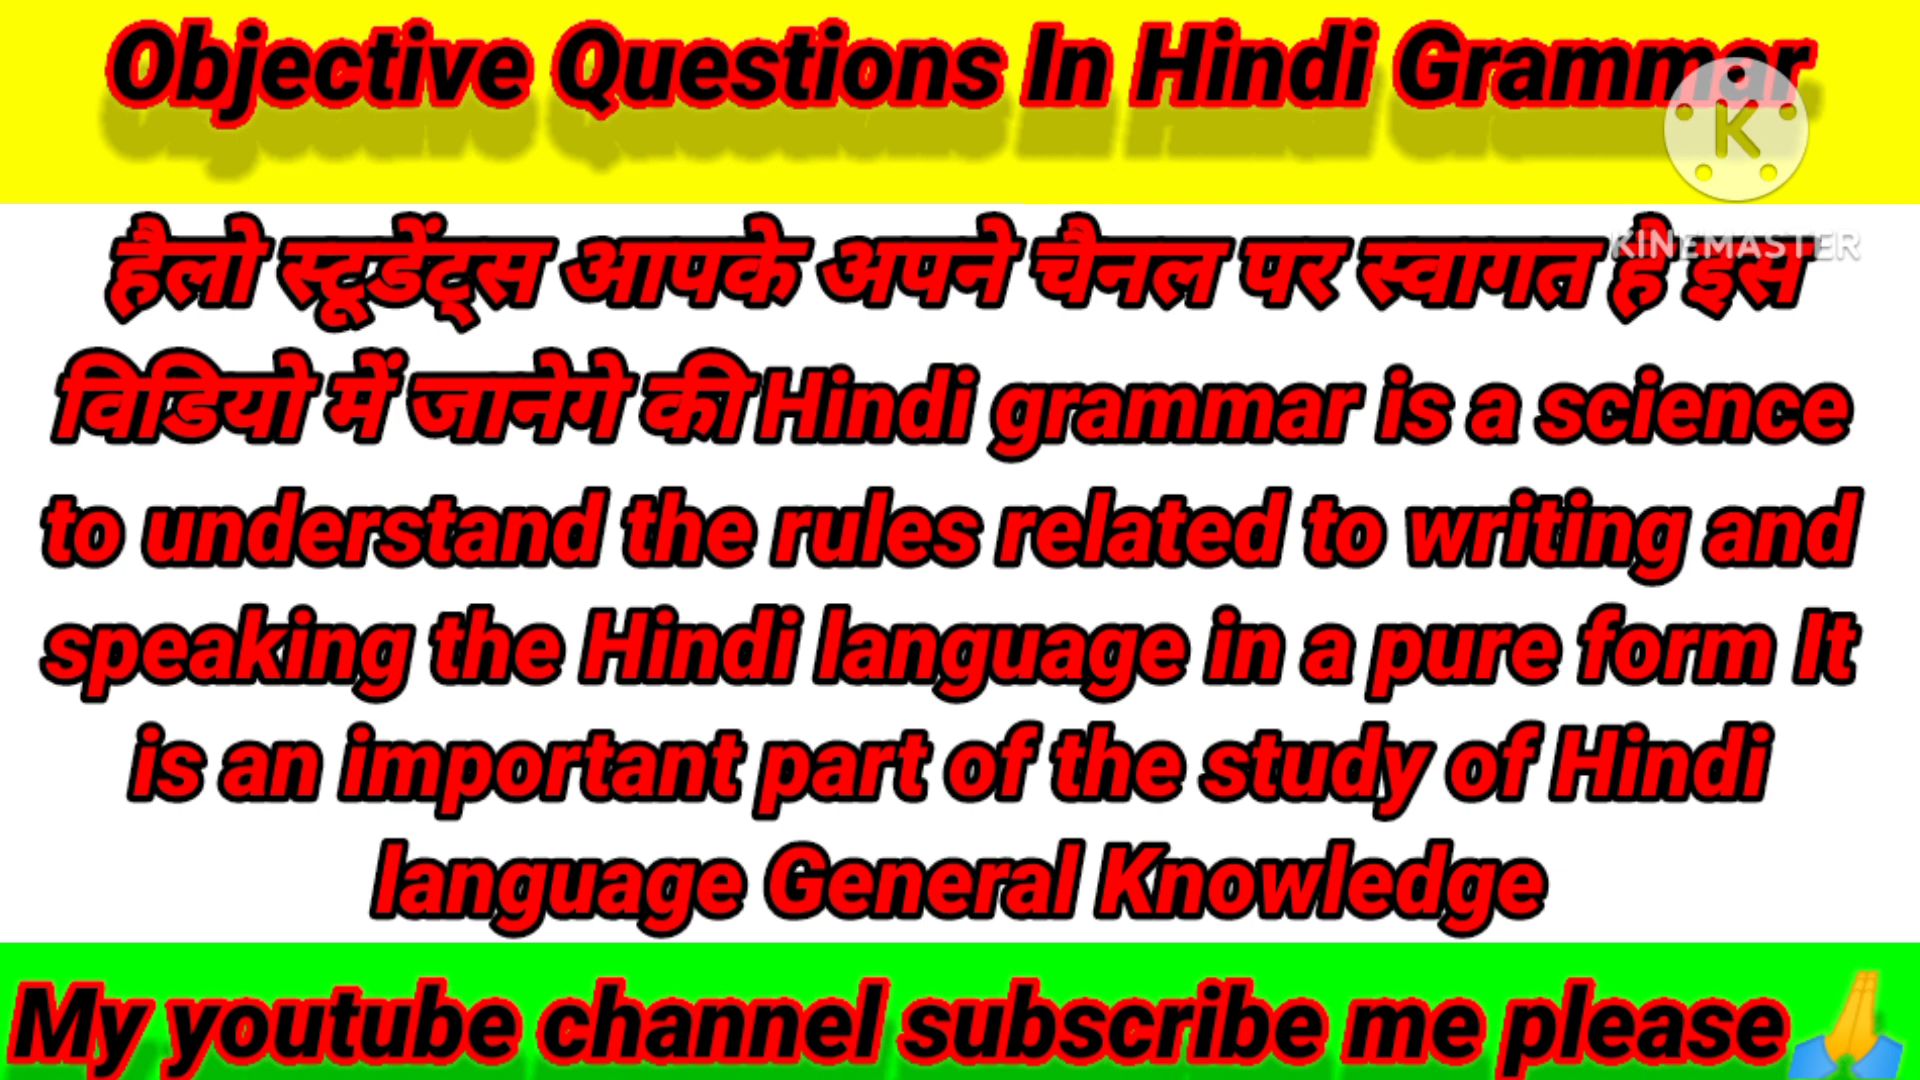 Objective Questions In Hindi Grammar
K
KINEMASTER
हैलो स्टूडेंट्स आपके अपने चैनल पर स्वागत है इस
विडियो में जानेगे की Hindi grammar is a science
to understand the rules related to writing and
speaking the Hindi language in a pure form It
is an important part of the study of Hindi
language General Knowledge
My youtube channel subscribe me please🙏